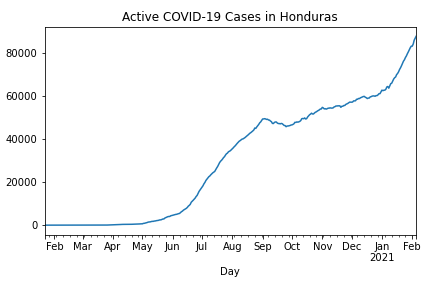 Active COVID-19 Cases in Honduras
80000
60000
40000
20000
0
Feb Mar Apr May Jun Jul Aug Sep Oct Nov Dec Jan Feb
2021
Day